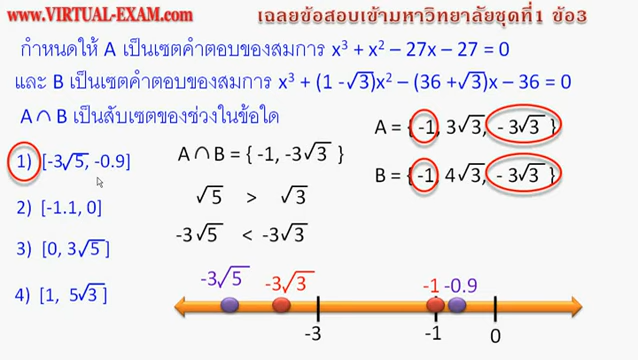 www.VIRTUAL-EXAM.com
เฉลยข้อสอบเข้ามหาวิทยาลัยชุดที่1 ข้อ3
กำหนดให้ A เป็นเซตคำตอบของสมการ x³ + x² – 27x – 27 = 0
และ B เป็นเซตคำตอบของสมการ x³ + (1 -√3)x² – (36 +√3)x – 36 = 0
A ∩ B เป็นสับเซตของช่วงในข้อใด
1) [-3√5, -0.9]
2) [-1.1, 0]
3) [0, 3√5 ]
4) [1, 5√3 ]
A ∩ B = { -1, -3√3 }
√5 > √3
-3√5 < -3√3
A = { -1, 3√3, - 3√3 }
B = { -1, 4√3, - 3√3 }
-3√5 -3√3 -1 -0.9
-3 -1 0